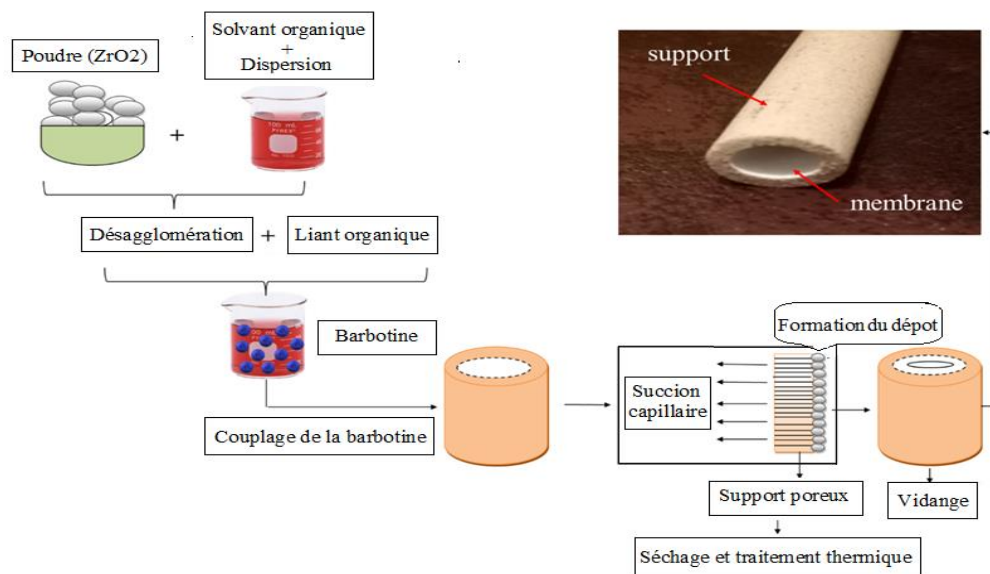 Poudre (ZrO2)
Solvant organique
+
Dispersion
+
support
membrane
Désagglomération
+
Liant organique
Barbotine
Couplage de la barbotine
Formation du dépot
Succion
capillaire
Support poreux
Vidange
Séchage et traitement thermique